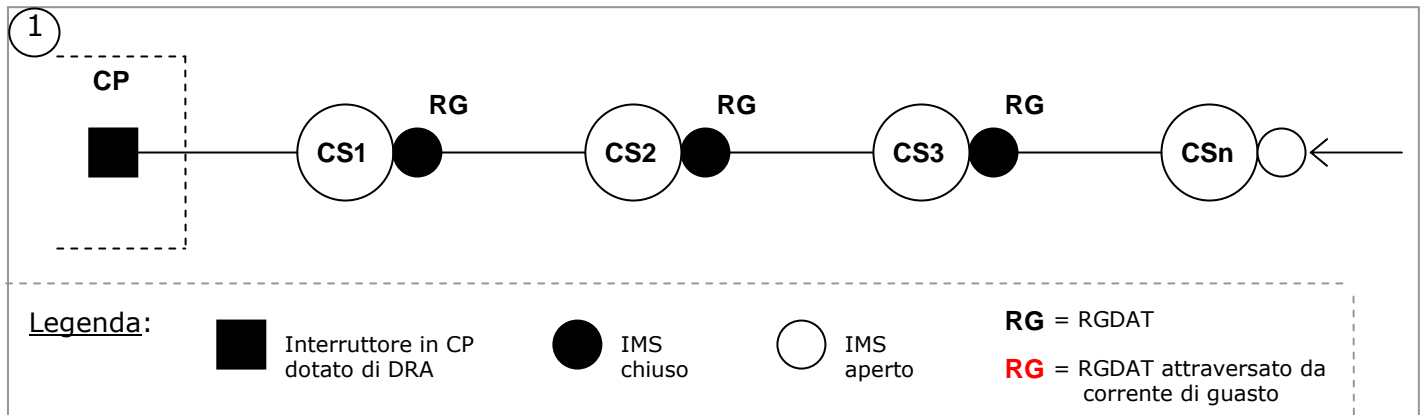 1
CP
RG
RG
RG
CS1
CS2
CS3
CSn
Legenda:
Interruttore in CP
dotato di DRA
IMS
chiuso
IMS
aperto
RG = RGDAT
RG = RGDAT attraversato da
corrente di guasto